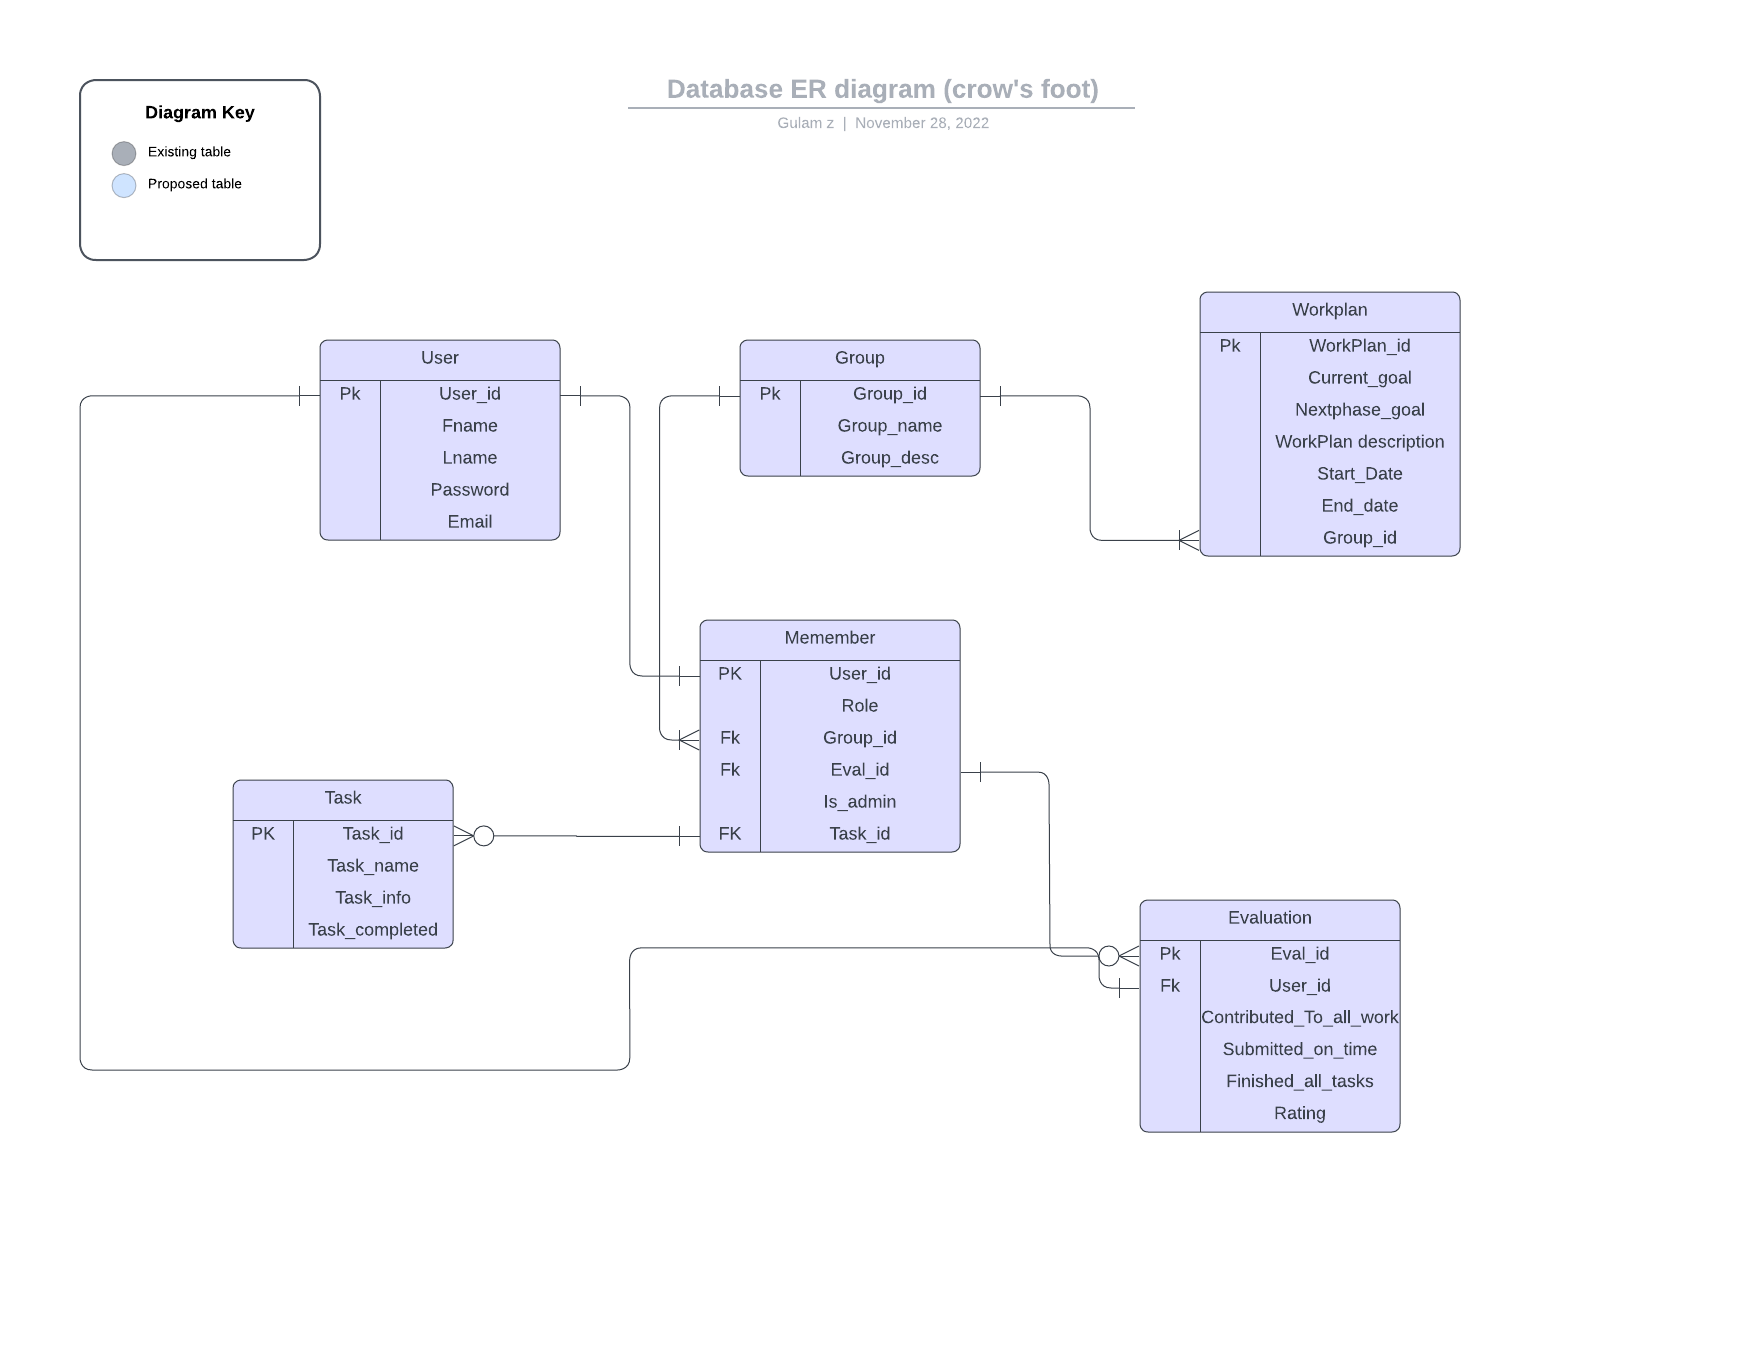 Database ER diagram (crow's foot)
Gulam z | November 28, 2022
Diagram Key
Existing table
Proposed table
User
Pk User_id
Fname
Lname
Password
Email
Group
Pk Group_id
Group_name
Group_desc
Workplan
Pk WorkPlan_id
Current_goal
Nextphase_goal
WorkPlan description
Start_Date
End_date
Group_id
Memember
PK User_id
Role
Fk Group_id
Fk Eval_id
Is_admin
FK Task_id
Task
PK Task_id
Task_name
Task_info
Task_completed
Evaluation
Pk Eval_id
Fk User_id
Contributed_To_all_work
Submitted_on_time
Finished_all_tasks
Rating